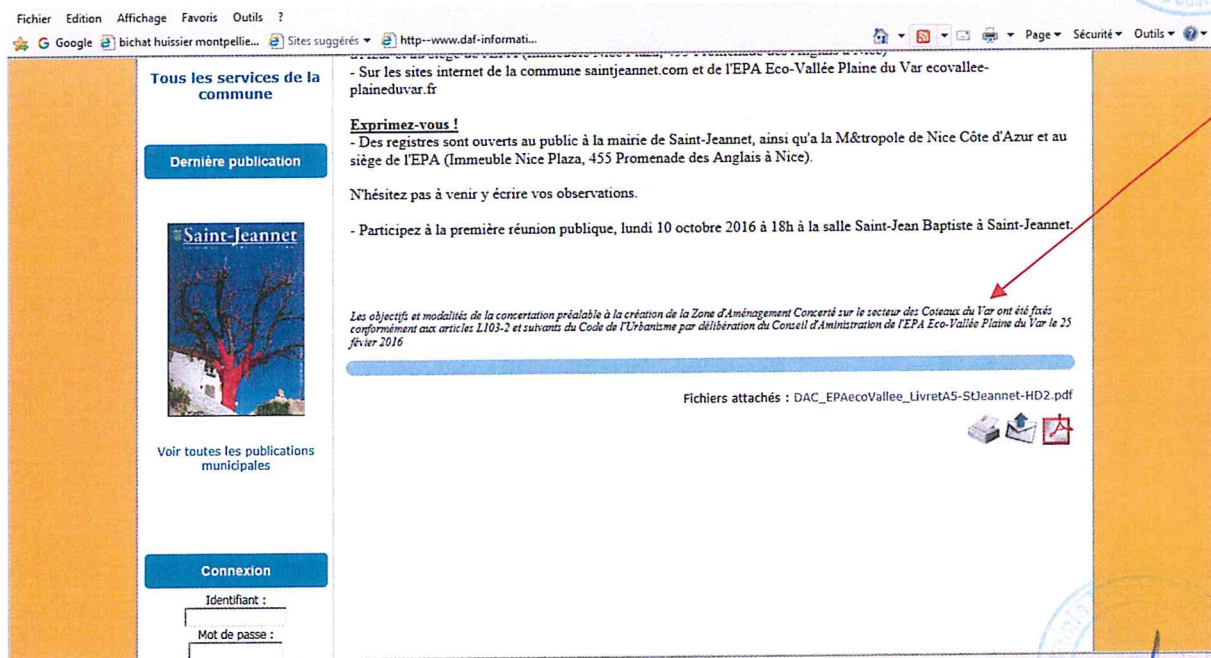 Fichier Edition Affichage Favoris Outils ?
Google bichat huissier montpellie... Sites suggérés http--www.daf-informati... Page Sécurité Outils
Tous les services de la
commune
Dernière publication
Saint-Jeannet
Voir toutes les publications
municipales
Connexion
Identifiant :
Mot de passe :
- Sur les sites internet de la commune saintjeannet.com et de l'EPA Eco-Vallée Plaine du Var ecovallee-
plaineduvar.fr
Exprimez-vous !
- Des registres sont ouverts au public à la mairie de Saint-Jeannet, ainsi qu'a la M&tropole de Nice Côte d'Azur et au
siège de l'EPA (Immeuble Nice Plaza, 455 Promenade des Anglais à Nice).
N'hésitez pas à venir y écrire vos observations.
- Participez à la première réunion publique, lundi 10 octobre 2016 à 18h à la salle Saint-Jean Baptiste à Saint-Jeannet.
Les objectifs et modalités de la concertation préalable à la création de la Zone d'Aménagement Concerté sur le secteur des Coteaux du Var ont été fixés
conformément aux articles L103-2 et suivants du Code de l'Urbanisme par délibération du Conseil d'Aministration de l'EPA Eco-Vallée Plaine du Var le 25
févier 2016
Fichiers attachés : DAC_EPAecoVallee_LivretA5-StJeannet-HD2.pdf